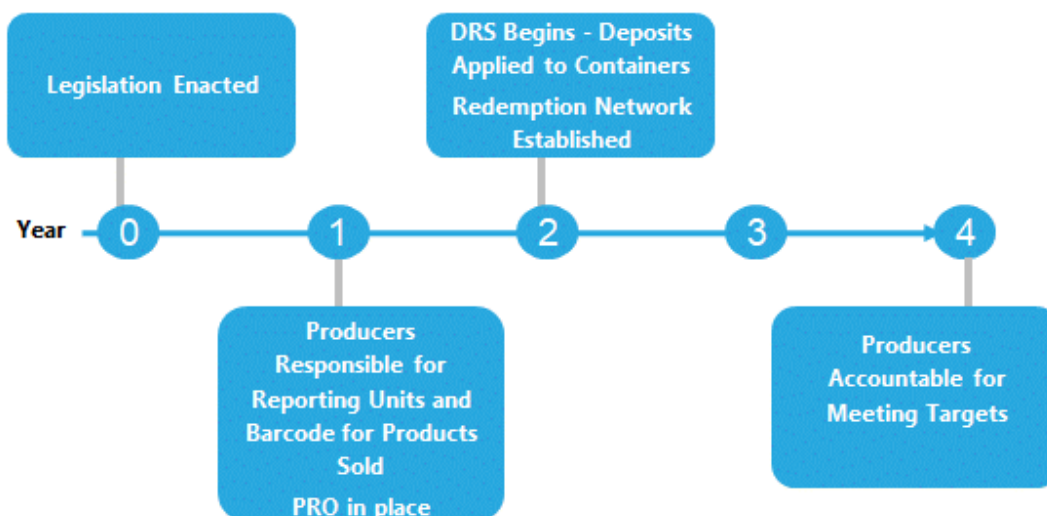 Legislation Enacted
DRS Begins - Deposits
Applied to Containers
Redemption Network
Established
Year
0
1
2
3
4
Producers
Responsible for
Reporting Units and
Barcode for Products
Sold
PRO in place
Producers
Accountable for
Meeting Targets